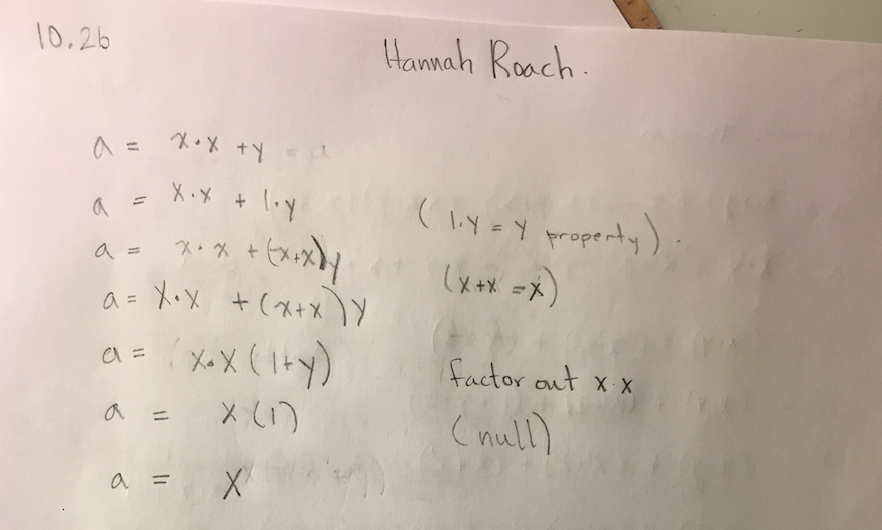 10.26
Hannah Roach.
a = x·x + y = a
a = x·x + 1·y
(1·y = y property).
a = x·x + (x+x)y
(x+x = x)
a = x·x + (x+x)y
a = x·x (1+y)
factor out x·x
a = x(1)
(null)
a = x